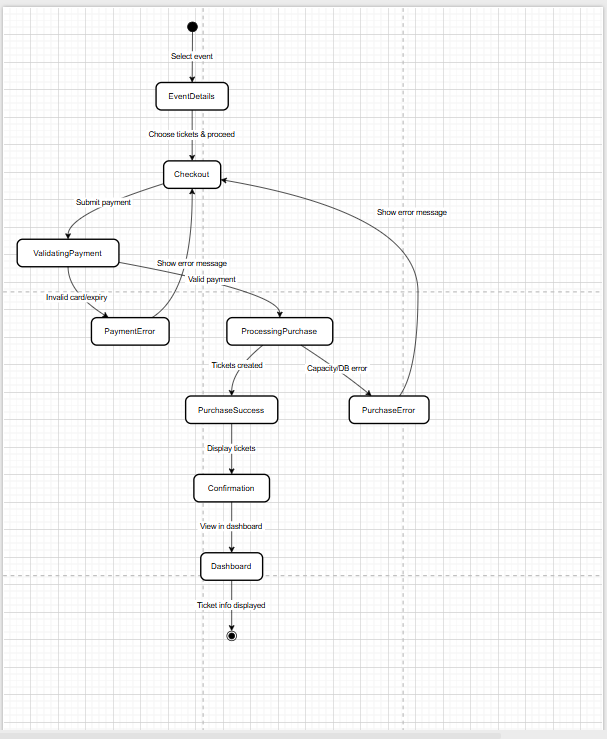 Select event
EventDetails
Choose tickets & proceed
Checkout
Submit payment
Show error message
ValidatingPayment
Show error message
Valid payment
Invalid card/expiry
PaymentError
ProcessingPurchase
Tickets created
Capacity/DB error
PurchaseSuccess
PurchaseError
Display tickets
Confirmation
View in dashboard
Dashboard
Ticket info displayed